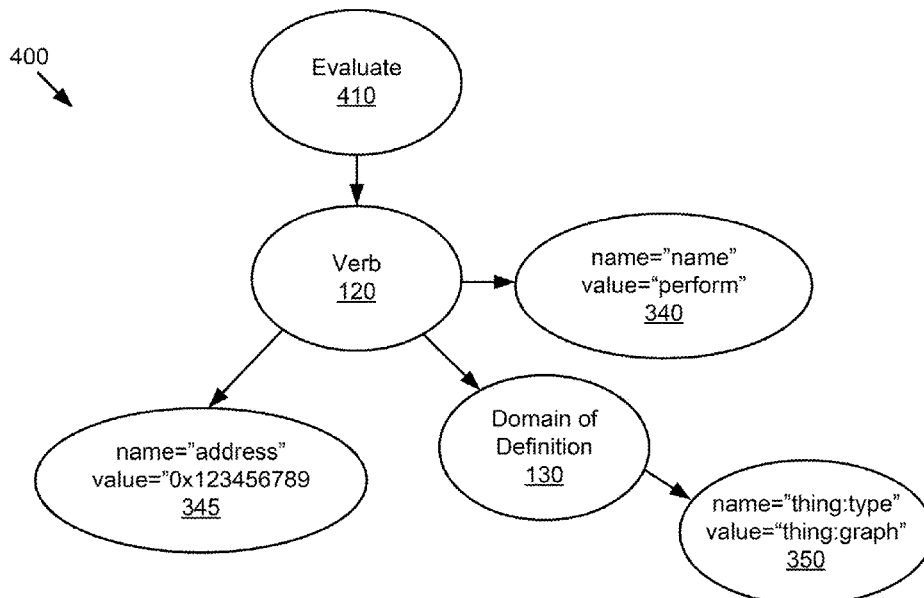 400
Evaluate
410
Verb
120
name=”name”
value=“perform”
340
name=”address”
value=”0x123456789
345
Domain of
Definition
130
name=”thing:type”
value=“thing:graph”
350